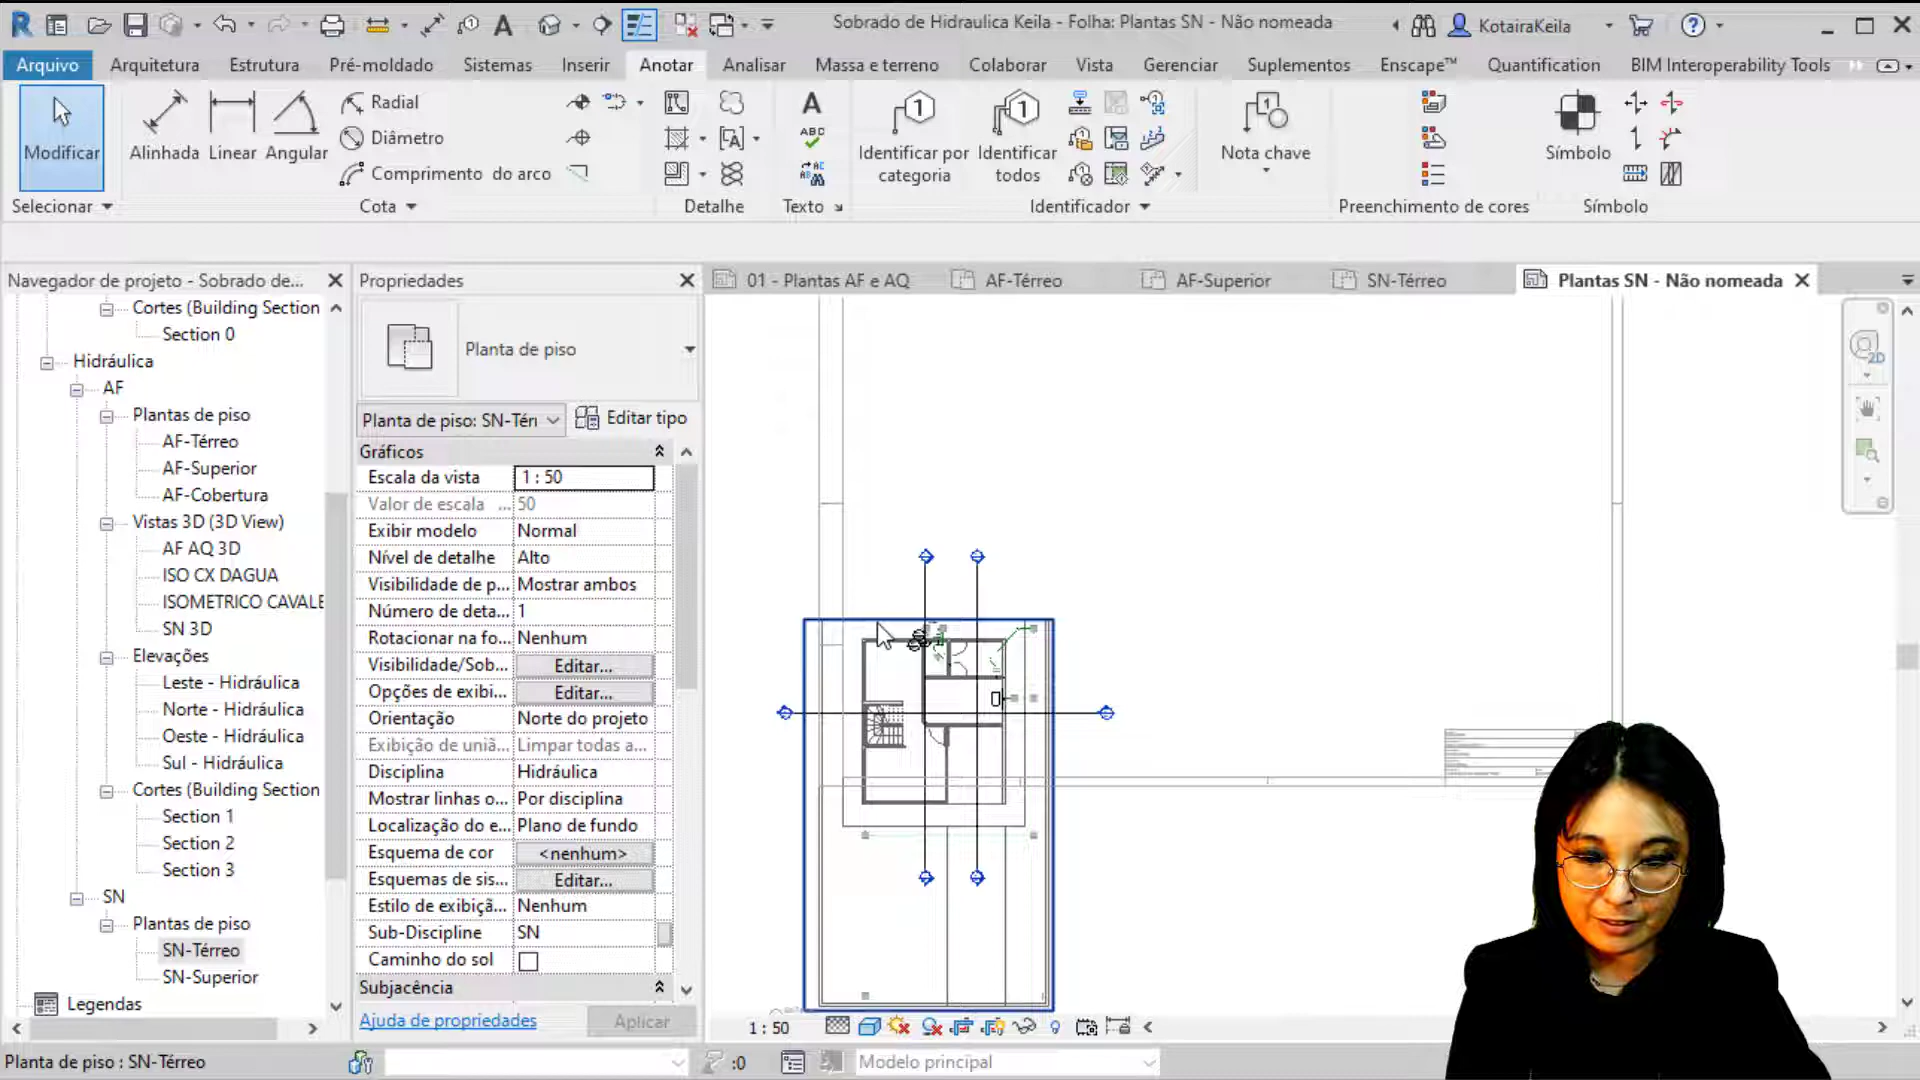 Sobrado de Hidraulica Keila - Folha: Plantas SN - Não nomeada
KotairaKeila
Arquivo Arquitetura Estrutura Pré-moldado Sistemas Inserir Anotar Analisar Massa e terreno Colaborar Vista Gerenciar Suplementos Enscape™ Quantification BIM Interoperability Tools
Modificar
Alinhada Linear Angular
Radial
Diâmetro
Comprimento do arco
Identificar por categoria
Identificar todos
Nota chave
Símbolo
Selecionar
Cota
Detalhe
Texto
Identificador
Preenchimento de cores
Símbolo
Navegador de projeto - Sobrado de...
Cortes (Building Section
Section 0
Hidráulica
AF
Plantas de piso
AF-Térreo
AF-Superior
AF-Cobertura
Vistas 3D (3D View)
AF AQ 3D
ISO CX DAGUA
ISOMETRICO CAVALE
SN 3D
Elevações
Leste - Hidráulica
Norte - Hidráulica
Oeste - Hidráulica
Sul - Hidráulica
Cortes (Building Section
Section 1
Section 2
Section 3
SN
Plantas de piso
SN-Térreo
SN-Superior
Legendas
Propriedades
Planta de piso
Planta de piso: SN-Térr
Editar tipo
Gráficos
Escala da vista 1 : 50
Valor de escala ... 50
Exibir modelo Normal
Nível de detalhe Alto
Visibilidade de p... Mostrar ambos
Número de deta... 1
Rotacionar na fo... Nenhum
Visibilidade/Sob... Editar...
Opções de exibi... Editar...
Orientação Norte do projeto
Exibição de uniã... Limpar todas a...
Disciplina Hidráulica
Mostrar linhas o... Por disciplina
Localização do e... Plano de fundo
Esquema de cor <nenhum>
Esquemas de sis... Editar...
Estilo de exibiçã... Nenhum
Sub-Discipline SN
Caminho do sol
Subjacência
Ajuda de propriedades
Aplicar
01 - Plantas AF e AQ
AF-Térreo
AF-Superior
SN-Térreo
Plantas SN - Não nomeada
2D
1 : 50
Planta de piso : SN-Térreo
:0
Modelo principal